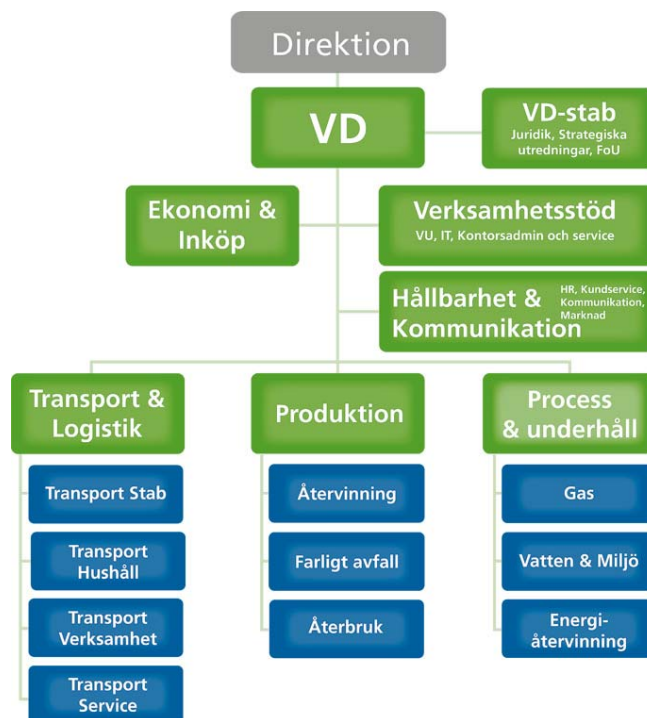 Direktion
VD
VD-stab
Juridik, Strategiska
utredningar, FoU
Ekonomi &
Inköp
Verksamhetsstöd
VU, IT, Kontorsadmin och service
Hållbarhet &
Kommunikation
HR, Kundservice,
Kommunikation,
Marknad
Transport &
Logistik
Transport Stab
Transport
Hushåll
Transport
Verksamhet
Transport
Service
Produktion
Återvinning
Farligt avfall
Återbruk
Process
& underhåll
Gas
Vatten & Miljö
Energi-
återvinning